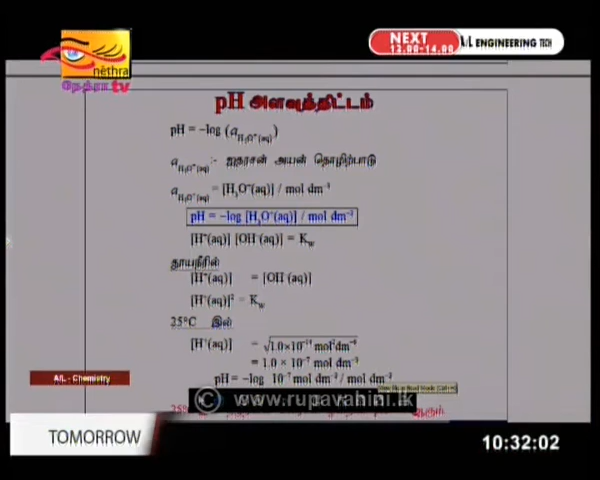 NEXT
13.00-14.00
A/L ENGINEERING TECH
nethra
நேத்ரா tv
pH அளவுத்திட்டம்
pH = –log (a H₃O⁺(aq))
a H₃O⁺(aq) :- ஐதரசன் அயன் தொழிற்பாடு
a H₃O⁺(aq) = [H₃O⁺(aq)] / mol dm⁻³
pH = –log [H₃O⁺(aq)] / mol dm⁻³
[H⁺(aq)] [OH⁻(aq)] = Kw
தூயநீரில்
[H⁺(aq)] = [OH⁻(aq)]
[H⁺(aq)]² = Kw
25°C இல்
[H⁺(aq)] = √1.0×10⁻¹⁴ mol²dm⁻⁶
= 1.0 × 10⁻⁷ mol dm⁻³
A/L - Chemistry
pH = –log 10⁻⁷ mol dm⁻³/ mol dm⁻³
© www.rupavahini.lk
25°
ஆகும்
TOMORROW
10:32:02